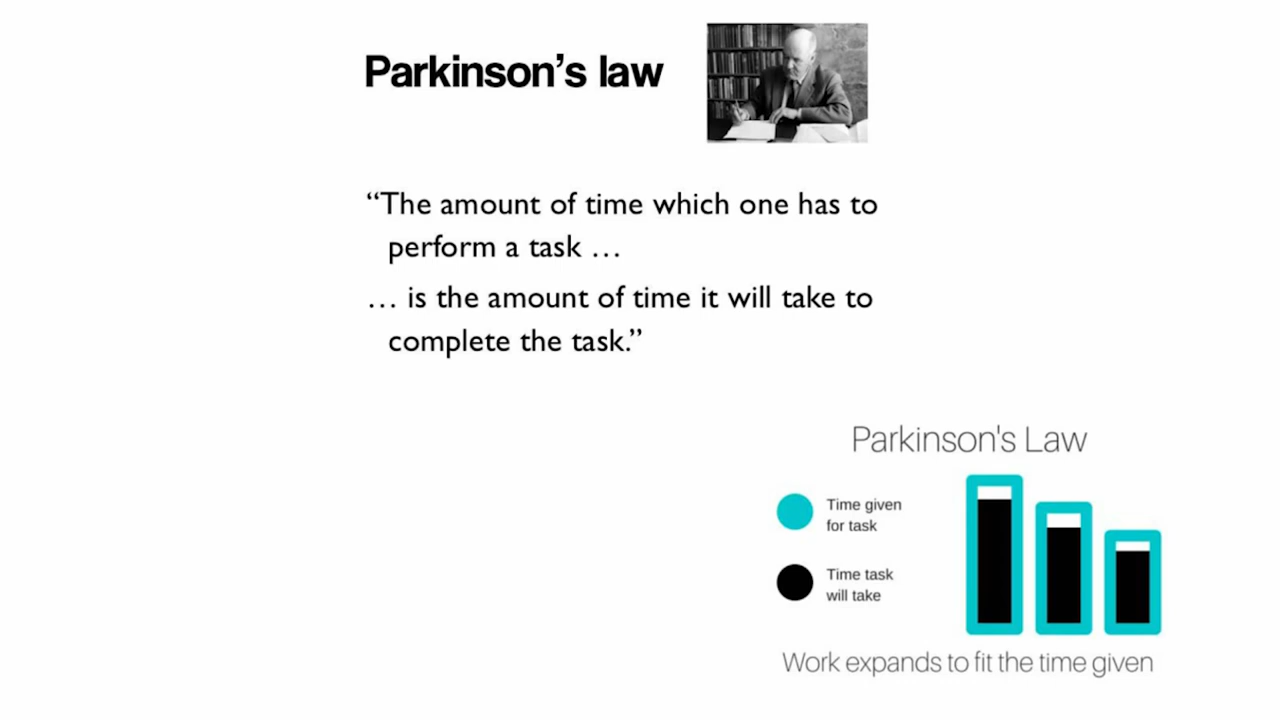 Parkinson’s law
“The amount of time which one has to
perform a task …
… is the amount of time it will take to
complete the task.”
Parkinson's Law
Time given
for task
Time task
will take
Work expands to fit the time given